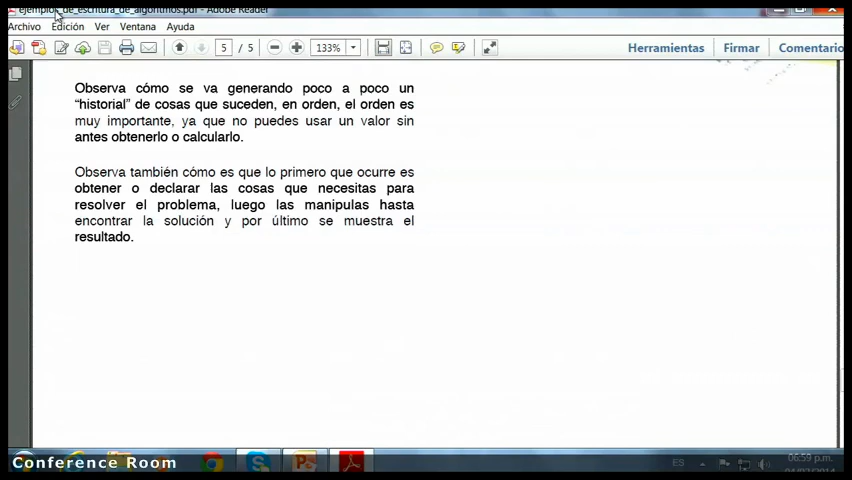 ejemplos_de_escritura_de_algoritmos.pdf - Adobe Reader
Archivo Edición Ver Ventana Ayuda
5 / 5 133% Herramientas Firmar Comentario
Observa cómo se va generando poco a poco un
“historial” de cosas que suceden, en orden, el orden es
muy importante, ya que no puedes usar un valor sin
antes obtenerlo o calcularlo.
Observa también cómo es que lo primero que ocurre es
obtener o declarar las cosas que necesitas para
resolver el problema, luego las manipulas hasta
encontrar la solución y por último se muestra el
resultado.
ES 06:59 p.m.
Conference Room